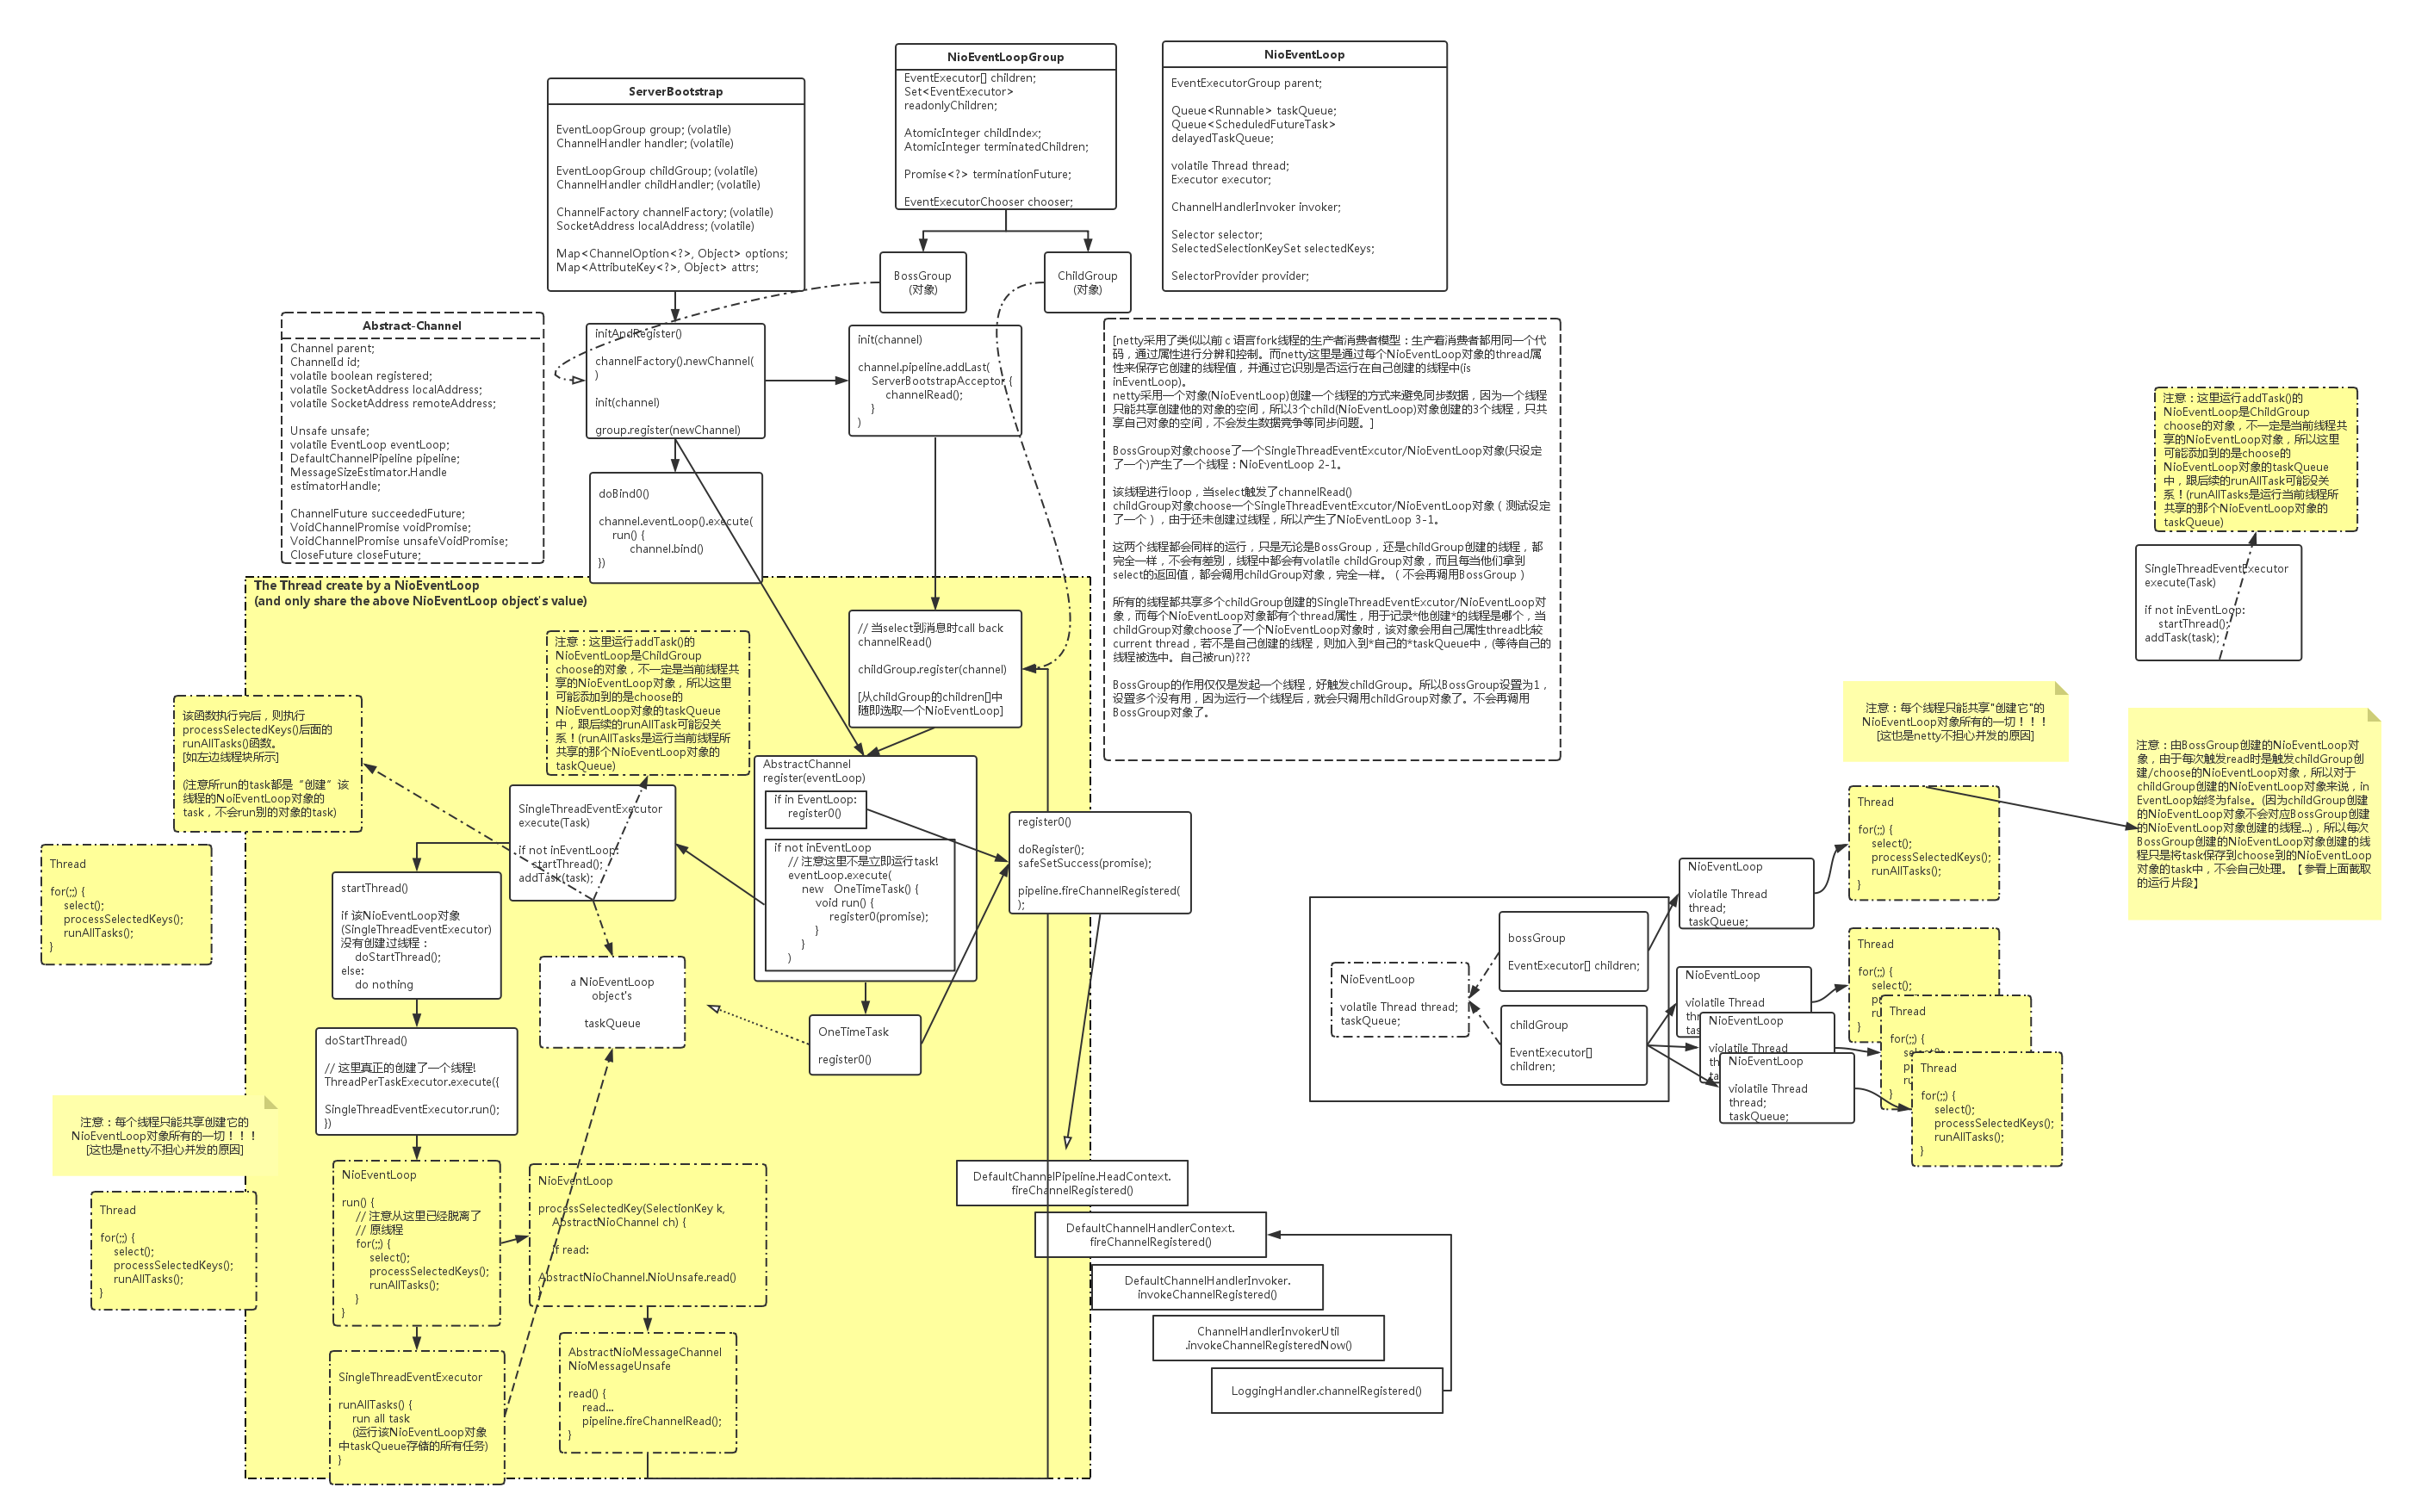 NioEventLoopGroup
EventExecutor[] children;
Set<EventExecutor>
readonlyChildren;
AtomicInteger childIndex;
AtomicInteger terminatedChildren;
Promise<?> terminationFuture;
EventExecutorChooser chooser;
NioEventLoop
EventExecutorGroup parent;
Queue<Runnable> taskQueue;
Queue<ScheduledFutureTask>
delayedTaskQueue;
volatile Thread thread;
Executor executor;
ChannelHandlerInvoker invoker;
Selector selector;
SelectedSelectionKeySet selectedKeys;
SelectorProvider provider;
ServerBootstrap
EventLoopGroup group; (volatile)
ChannelHandler handler; (volatile)
EventLoopGroup childGroup; (volatile)
ChannelHandler childHandler; (volatile)
ChannelFactory channelFactory; (volatile)
SocketAddress localAddress; (volatile)
Map<ChannelOption<?>, Object> options;
Map<AttributeKey<?>, Object> attrs;
BossGroup
(对象)
ChildGroup
(对象)
Abstract-Channel
Channel parent;
ChannelId id;
volatile boolean registered;
volatile SocketAddress localAddress;
volatile SocketAddress remoteAddress;
Unsafe unsafe;
volatile EventLoop eventLoop;
DefaultChannelPipeline pipeline;
MessageSizeEstimator.Handle
estimatorHandle;
ChannelFuture succeededFuture;
VoidChannelPromise voidPromise;
VoidChannelPromise unsafeVoidPromise;
CloseFuture closeFuture;
initAndRegister()
channelFactory().newChannel(
)
init(channel)
group.register(newChannel)
init(channel)
channel.pipeline.addLast(
ServerBootstrapAcceptor {
channelRead();
}
)
doBind0()
channel.eventLoop().execute(
run() {
channel.bind()
})
[netty采用了类似以前 c 语言fork线程的生产者消费者模型：生产着消费者都用同一个代
码，通过属性进行分辨和控制。而netty这里是通过每个NioEventLoop对象的thread属
性来保存它创建的线程值，并通过它识别是否运行在自己创建的线程中(is
inEventLoop)。
netty采用一个对象(NioEventLoop)创建一个线程的方式来避免同步数据，因为一个线程
只能共享创建他的对象的空间，所以3个child(NioEventLoop)对象创建的3个线程，只共
享自己对象的空间，不会发生数据竞争等同步问题。]
BossGroup对象choose了一个SingleThreadEventExcutor/NioEventLoop对象(只设定
了一个)产生了一个线程：NioEventLoop 2-1。
该线程进行loop，当select触发了channelRead()
childGroup对象choose一个SingleThreadEventExcutor/NioEventLoop对象（测试设定
了一个），由于还未创建过线程，所以产生了NioEventLoop 3-1。
这两个线程都会同样的运行，只是无论是BossGroup，还是childGroup创建的线程，都
完全一样，不会有差别，线程中都会有volatile childGroup对象，而且每当他们拿到
select的返回值，都会调用childGroup对象，完全一样。（不会再调用BossGroup）
所有的线程都共享多个childGroup创建的SingleThreadEventExcutor/NioEventLoop对
象，而每个NioEventLoop对象都有个thread属性，用于记录*他创建*的线程是哪个，当
childGroup对象choose了一个NioEventLoop对象时，该对象会用自己属性thread比较
current thread，若不是自己创建的线程，则加入到*自己的*taskQueue中，(等待自己的
线程被选中。自己被run)???
BossGroup的作用仅仅是发起一个线程，好触发childGroup。所以BossGroup设置为1，
设置多个没有用，因为运行一个线程后，就会只调用childGroup对象了。不会再调用
BossGroup对象了。
注意：这里运行addTask()的
NioEventLoop是ChildGroup
choose的对象，不一定是当前线程共
享的NioEventLoop对象，所以这里
可能添加到的是choose的
NioEventLoop对象的taskQueue
中，跟后续的runAllTask可能没关
系！(runAllTasks是运行当前线程所
共享的那个NioEventLoop对象的
taskQueue)
SingleThreadEventExecutor
execute(Task)
if not inEventLoop:
startThread();
addTask(task);
The Thread create by a NioEventLoop
(and only share the above NioEventLoop object's value)
注意：这里运行addTask()的
NioEventLoop是ChildGroup
choose的对象，不一定是当前线程共
享的NioEventLoop对象，所以这里
可能添加到的是choose的
NioEventLoop对象的taskQueue
中，跟后续的runAllTask可能没关
系！(runAllTasks是运行当前线程所
共享的那个NioEventLoop对象的
taskQueue)
// 当select到消息时call back
channelRead()
childGroup.register(channel)
[从childGroup的children[]中
随即选取一个NioEventLoop]
该函数执行完后，则执行
processSelectedKeys()后面的
runAllTasks()函数。
[如左边线程块所示]
(注意所run的task都是“创建”该
线程的NoiEventLoop对象的
task，不会run别的对象的task)
SingleThreadEventExecutor
execute(Task)
if not inEventLoop:
startThread();
addTask(task);
AbstractChannel
register(eventLoop)
if in EventLoop:
register0()
if not inEventLoop
// 注意这里不是立即运行task!
eventLoop.execute(
new OneTimeTask() {
void run() {
register0(promise);
}
}
)
register0()
doRegister();
safeSetSuccess(promise);
pipeline.fireChannelRegistered(
);
Thread
for(;;) {
select();
processSelectedKeys();
runAllTasks();
}
startThread()
if 该NioEventLoop对象
(SingleThreadEventExecutor)
没有创建过线程：
doStartThread();
else:
do nothing
a NioEventLoop
object's
taskQueue
OneTimeTask
register0()
doStartThread()
// 这里真正的创建了一个线程!
ThreadPerTaskExecutor.execute({
SingleThreadEventExecutor.run();
})
注意：每个线程只能共享创建它的
NioEventLoop对象所有的一切！！！
[这也是netty不担心并发的原因]
Thread
for(;;) {
select();
processSelectedKeys();
runAllTasks();
}
NioEventLoop
run() {
// 注意从这里已经脱离了
// 原线程
for(;;) {
select();
processSelectedKeys();
runAllTasks();
}
}
NioEventLoop
processSelectedKey(SelectionKey k,
AbstractNioChannel ch) {
if read:
AbstractNioChannel.NioUnsafe.read()
}
SingleThreadEventExecutor
runAllTasks() {
run all task
(运行该NioEventLoop对象
中taskQueue存储的所有任务)
}
AbstractNioMessageChannel
NioMessageUnsafe
read() {
read...
pipeline.fireChannelRead();
}
DefaultChannelPipeline.HeadContext.
fireChannelRegistered()
DefaultChannelHandlerContext.
fireChannelRegistered()
DefaultChannelHandlerInvoker.
invokeChannelRegistered()
ChannelHandlerInvokerUtil
.invokeChannelRegisteredNow()
LoggingHandler.channelRegistered()
注意：每个线程只能共享"创建它"的
NioEventLoop对象所有的一切！！！
[这也是netty不担心并发的原因]
注意：由BossGroup创建的NioEventLoop对
象，由于每次触发read时是触发childGroup创
建/choose的NioEventLoop对象，所以对于
childGroup创建的NioEventLoop对象来说，in
EventLoop始终为false。(因为childGroup创建
的NioEventLoop对象不会对应BossGroup创建
的NioEventLoop对象创建的线程...)，所以每次
BossGroup创建的NioEventLoop对象创建的线
程只是将task保存到choose到的NioEventLoop
对象的task中，不会自己处理。【参看上面截取
的运行片段】
NioEventLoop
volatile Thread thread;
taskQueue;
bossGroup
EventExecutor[] children;
childGroup
EventExecutor[]
children;
NioEventLoop
violatile Thread
thread;
taskQueue;
Thread
for(;;) {
select();
processSelectedKeys();
runAllTasks();
}
NioEventLoop
violatile Thread
Thread
for(;;) {
select();
}
NioEventLoop
violatile Thread
Thread
for(;;) {
}
NioEventLoop
violatile Thread
thread;
taskQueue;
Thread
for(;;) {
select();
processSelectedKeys();
runAllTasks();
}